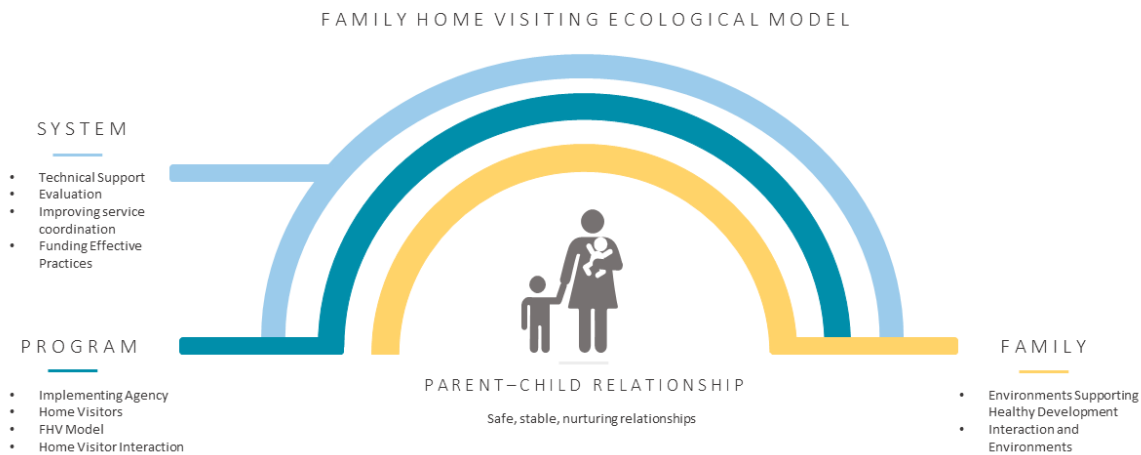 FAMILY HOME VISITING ECOLOGICAL MODEL
SYSTEM
• Technical Support
• Evaluation
• Improving service
coordination
• Funding Effective
Practices
PROGRAM
• Implementing Agency
• Home Visitors
• FHV Model
• Home Visitor Interaction
PARENT–CHILD RELATIONSHIP
Safe, stable, nurturing relationships
FAMILY
• Environments Supporting
Healthy Development
• Interaction and
Environments